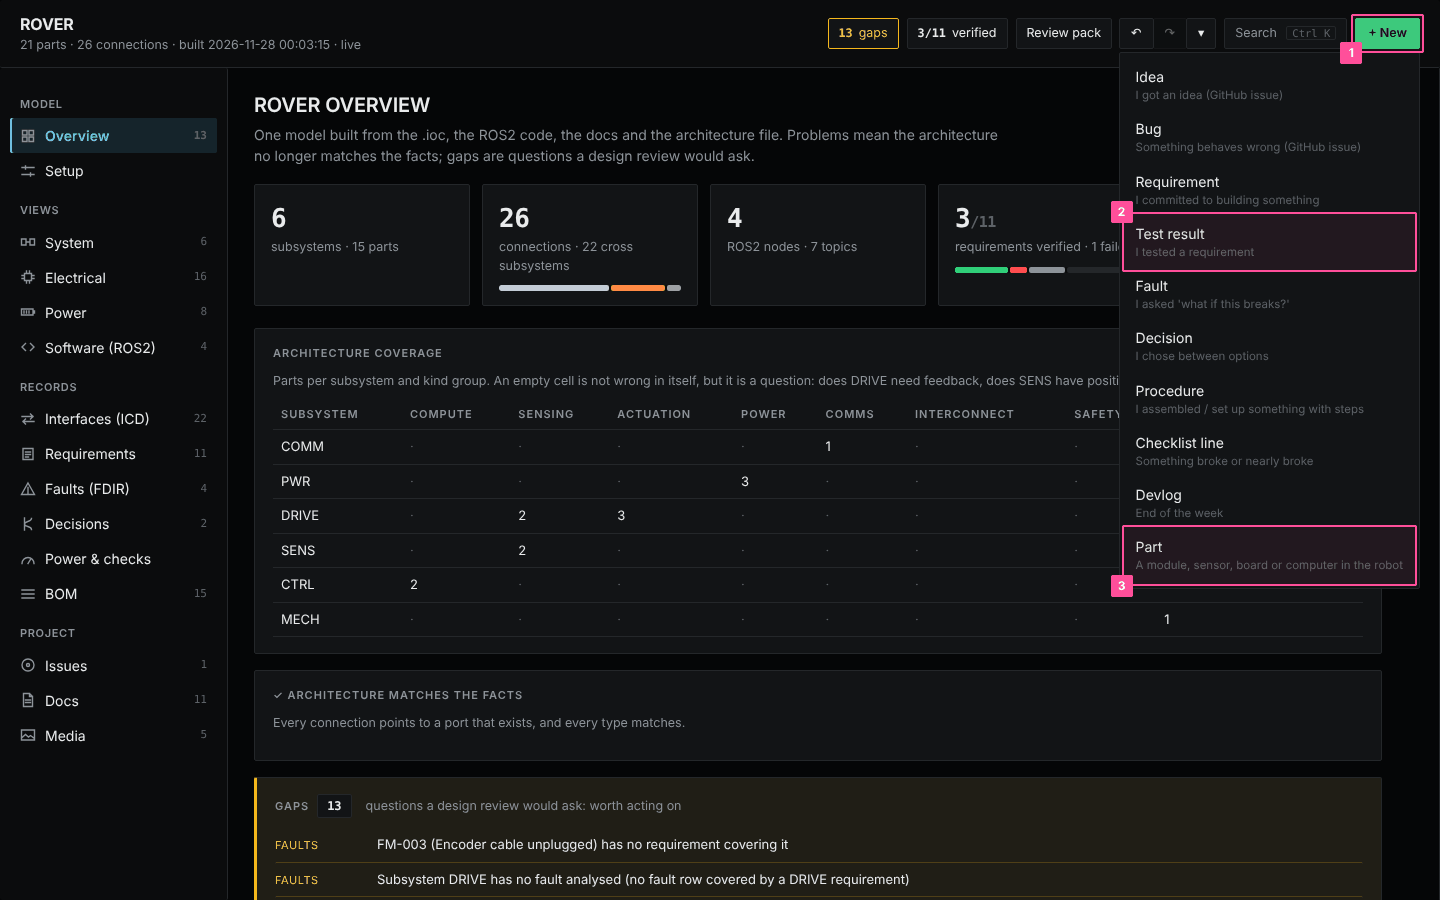 ROVER
21 parts · 26 connections · built 2026-11-28 00:03:15 · live
13 gaps
3/11 verified
Review pack
Search Ctrl K
+ New
1
MODEL
Overview 13
Setup
VIEWS
System 6
Electrical 16
Power 8
Software (ROS2) 4
RECORDS
Interfaces (ICD) 22
Requirements 11
Faults (FDIR) 4
Decisions 2
Power & checks
BOM 15
PROJECT
Issues 1
Docs 11
Media 5
ROVER OVERVIEW
One model built from the .ioc, the ROS2 code, the docs and the architecture file. Problems mean the architecture
no longer matches the facts; gaps are questions a design review would ask.
6
subsystems · 15 parts
26
connections · 22 cross
subsystems
4
ROS2 nodes · 7 topics
3/11
requirements verified · 1
ARCHITECTURE COVERAGE
Parts per subsystem and kind group. An empty cell is not wrong in itself, but it is a question: does DRIVE need feedback, does SENS have
SUBSYSTEM COMPUTE SENSING ACTUATION POWER COMMS INTERCONNECT SAFETY
COMM · · · · 1 · ·
PWR · · · 3 · · ·
DRIVE · 2 3 · · · ·
SENS · 2 · · · · ·
CTRL 2 · · · · · ·
MECH · · · · · · · 1
✓ ARCHITECTURE MATCHES THE FACTS
Every connection points to a port that exists, and every type matches.
GAPS 13 questions a design review would ask: worth acting on
FAULTS FM-003 (Encoder cable unplugged) has no requirement covering it
FAULTS Subsystem DRIVE has no fault analysed (no fault row covered by a DRIVE requirement)
Idea
I got an idea (GitHub issue)
Bug
Something behaves wrong (GitHub issue)
Requirement
I committed to building something
2
Test result
I tested a requirement
Fault
I asked 'what if this breaks?'
Decision
I chose between options
Procedure
I assembled / set up something with steps
Checklist line
Something broke or nearly broke
Devlog
End of the week
Part
A module, sensor, board or computer in the robot
3